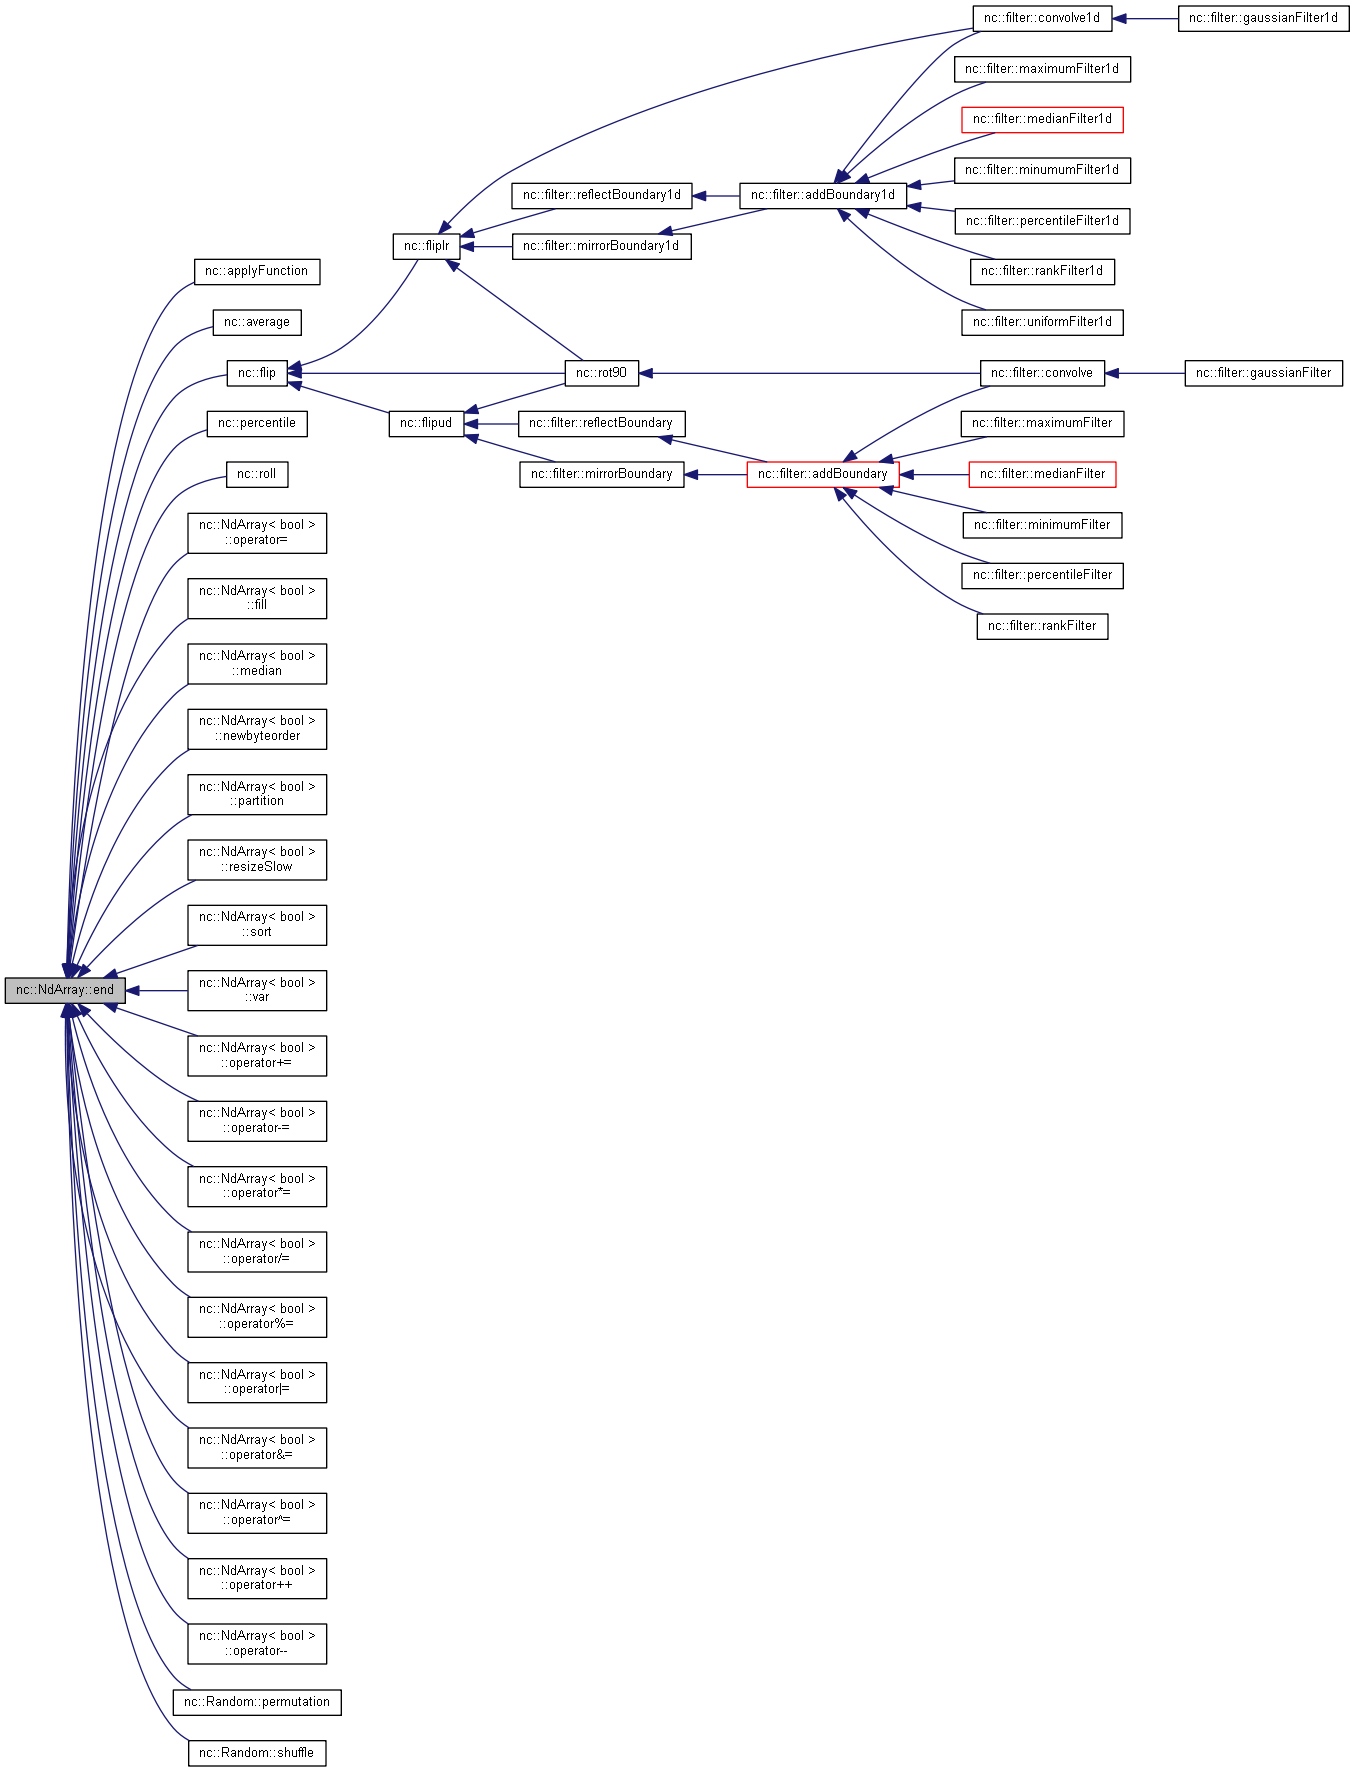 nc::filter::convolve1d
nc::filter::gaussianFilter1d
nc::filter::maximumFilter1d
nc::filter::medianFilter1d
nc::filter::minumumFilter1d
nc::filter::reflectBoundary1d
nc::filter::addBoundary1d
nc::filter::percentileFilter1d
nc::fliplr
nc::filter::mirrorBoundary1d
nc::filter::rankFilter1d
nc::applyFunction
nc::average
nc::filter::uniformFilter1d
nc::flip
nc::rot90
nc::filter::convolve
nc::filter::gaussianFilter
nc::percentile
nc::flipud
nc::filter::reflectBoundary
nc::filter::maximumFilter
nc::roll
nc::filter::mirrorBoundary
nc::filter::addBoundary
nc::filter::medianFilter
nc::NdArray< bool >
::operator=
nc::filter::minimumFilter
nc::filter::percentileFilter
nc::NdArray< bool >
::fill
nc::filter::rankFilter
nc::NdArray< bool >
::median
nc::NdArray< bool >
::newbyteorder
nc::NdArray< bool >
::partition
nc::NdArray< bool >
::resizeSlow
nc::NdArray< bool >
::sort
nc::NdArray::end
nc::NdArray< bool >
::var
nc::NdArray< bool >
::operator+=
nc::NdArray< bool >
::operator-=
nc::NdArray< bool >
::operator*=
nc::NdArray< bool >
::operator/=
nc::NdArray< bool >
::operator%=
nc::NdArray< bool >
::operator|=
nc::NdArray< bool >
::operator&=
nc::NdArray< bool >
::operator^=
nc::NdArray< bool >
::operator++
nc::NdArray< bool >
::operator--
nc::Random::permutation
nc::Random::shuffle